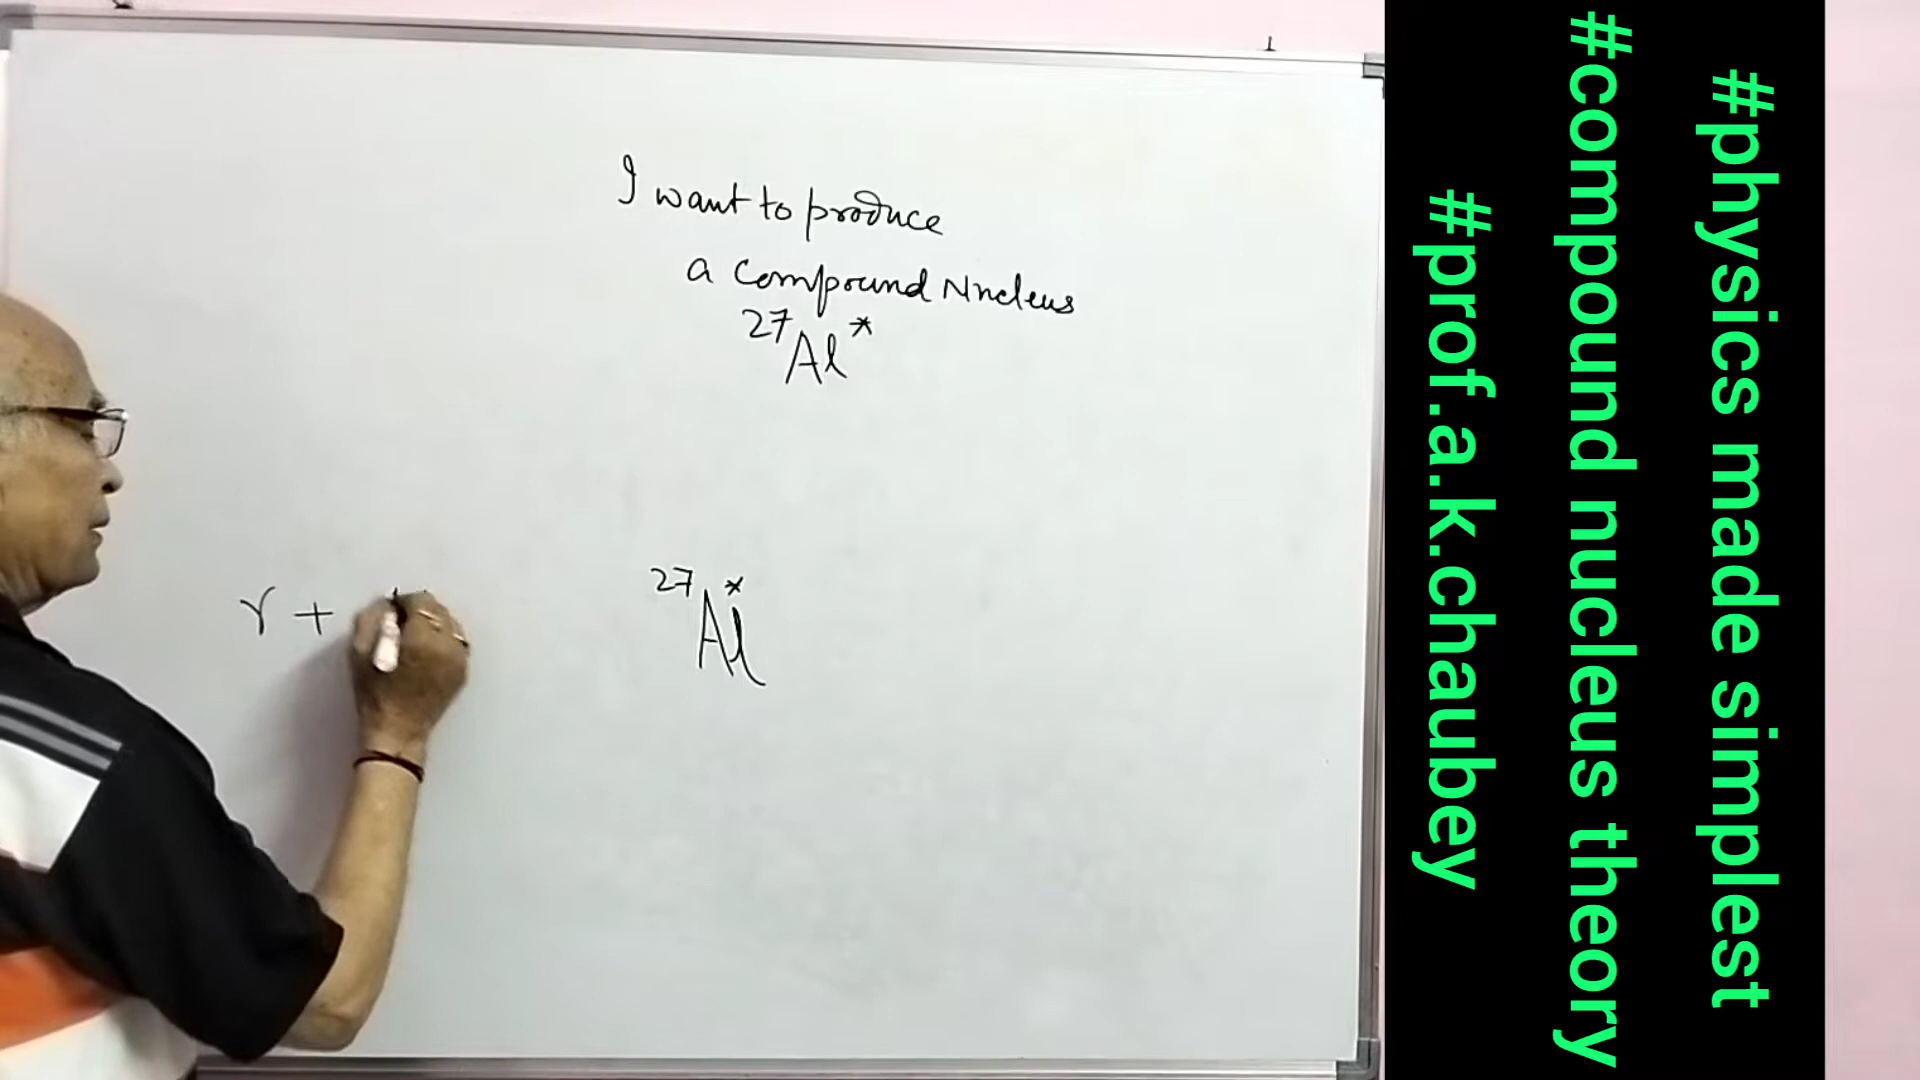 I want to produce
a compound Nucleus
27Al*
γ +
27Al*
#physics made simplest
#compound nucleus theory
#prof.a.k.chaubey